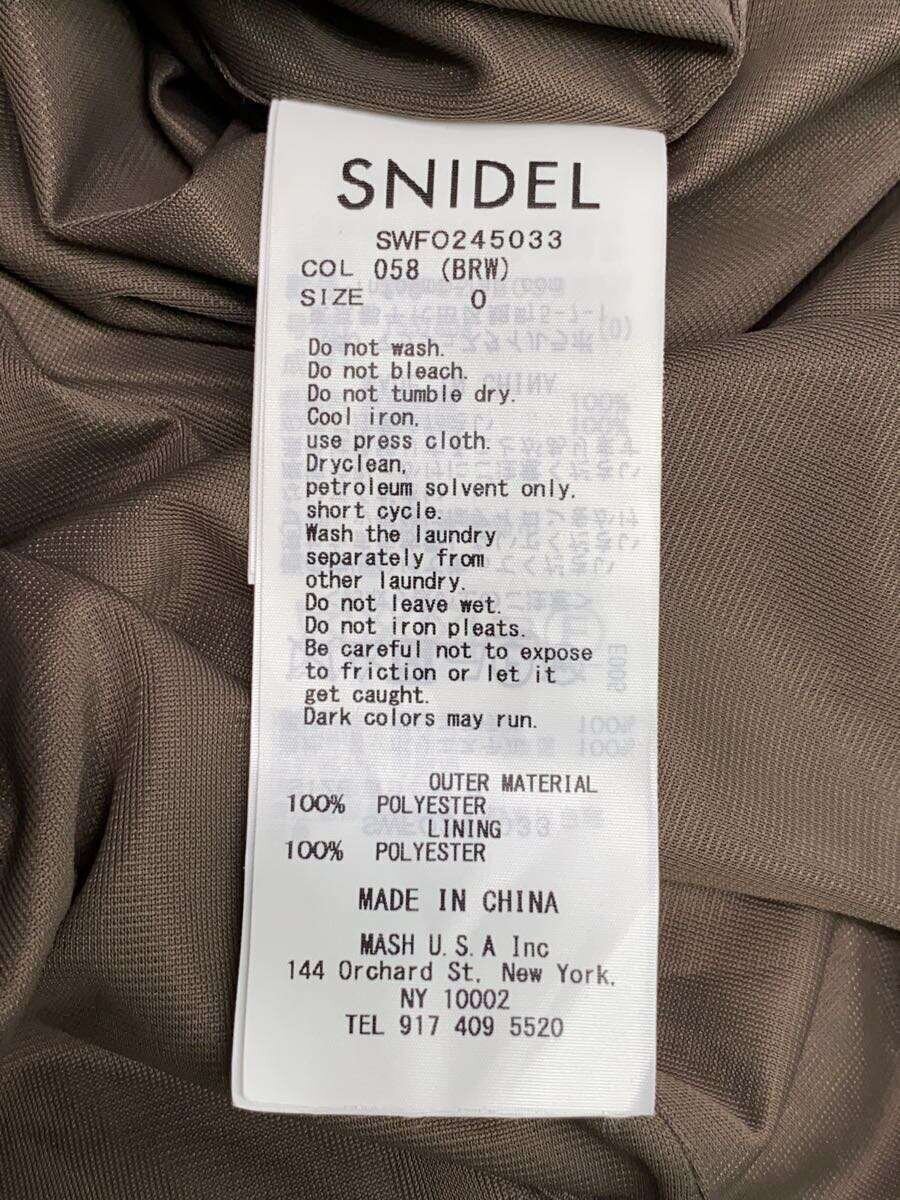 SNIDEL
SWFO245033
COL 058 (BRW)
SIZE 0
Do not wash.
Do not bleach.
Do not tumble dry.
Cool iron,
use press cloth.
Dryclean,
petroleum solvent only.
short cycle.
Wash the laundry
separately from
other laundry.
Do not leave wet.
Do not iron pleats.
Be careful not to expose
to friction or let it
get caught.
Dark colors may run.
OUTER MATERIAL
100% POLYESTER
LINING
100% POLYESTER
MADE IN CHINA
MASH U.S.A Inc
144 Orchard St, New York,
NY 10002
TEL 917 409 5520